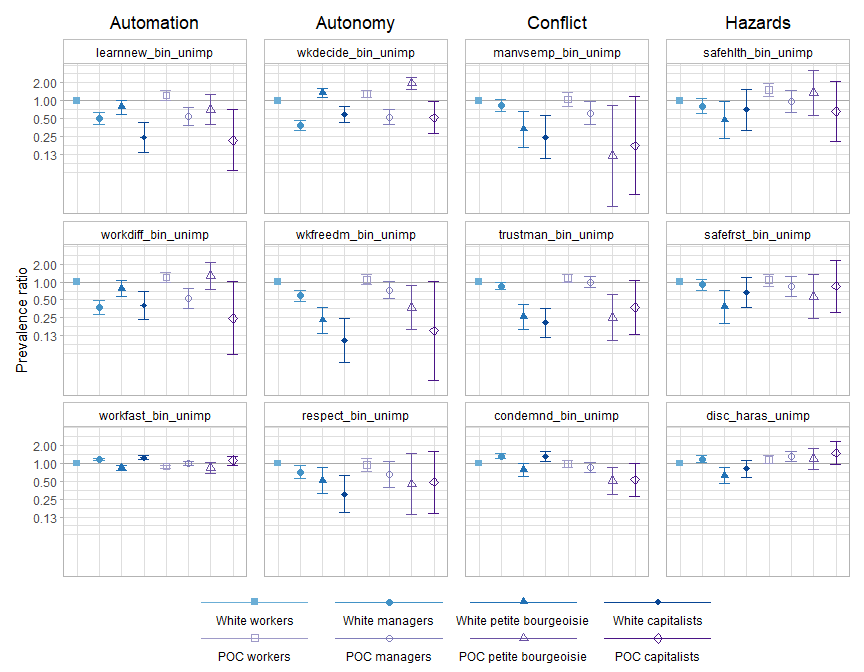 Automation Autonomy Conflict Hazards
learnnew_bin_unimp wkdecide_bin_unimp manvsemp_bin_unimp safehlth_bin_unimp
2.00
1.00
0.50
0.25
0.13
workdiff_bin_unimp wkfreedm_bin_unimp trustman_bin_unimp safefrst_bin_unimp
2.00
1.00
0.50
0.25
0.13
Prevalence ratio
workfast_bin_unimp respect_bin_unimp condemnd_bin_unimp disc_haras_unimp
2.00
1.00
0.50
0.25
0.13
White workers White managers White petite bourgeoisie White capitalists
POC workers POC managers POC petite bourgeoisie POC capitalists